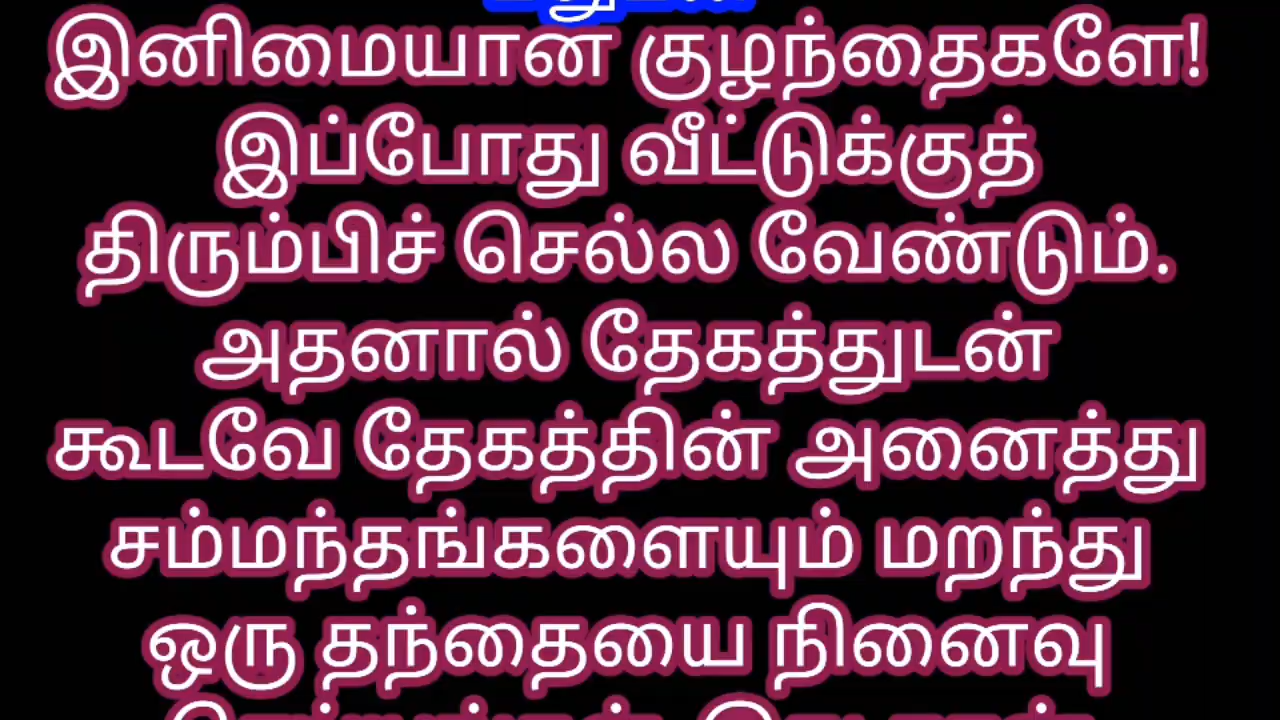 இனிமையான குழந்தைகளே!
இப்போது வீட்டுக்குத்
திரும்பிச் செல்ல வேண்டும்.
அதனால் தேகத்துடன்
கூடவே தேகத்தின் அனைத்து
சம்மந்தங்களையும் மறந்து
ஒரு தந்தையை நினைவு